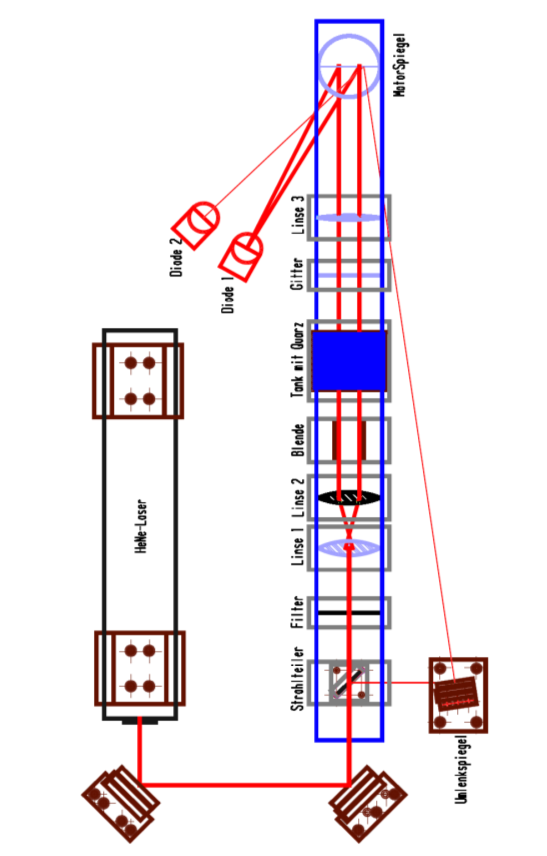 MotorSpiegel
Linse 3
Diode 2
Gitter
Diode 1
Tank mit Quarz
Blende
HeNe-Laser
Linse 2
Linse 1
Filter
Strahlteiler
Umlenkspiegel